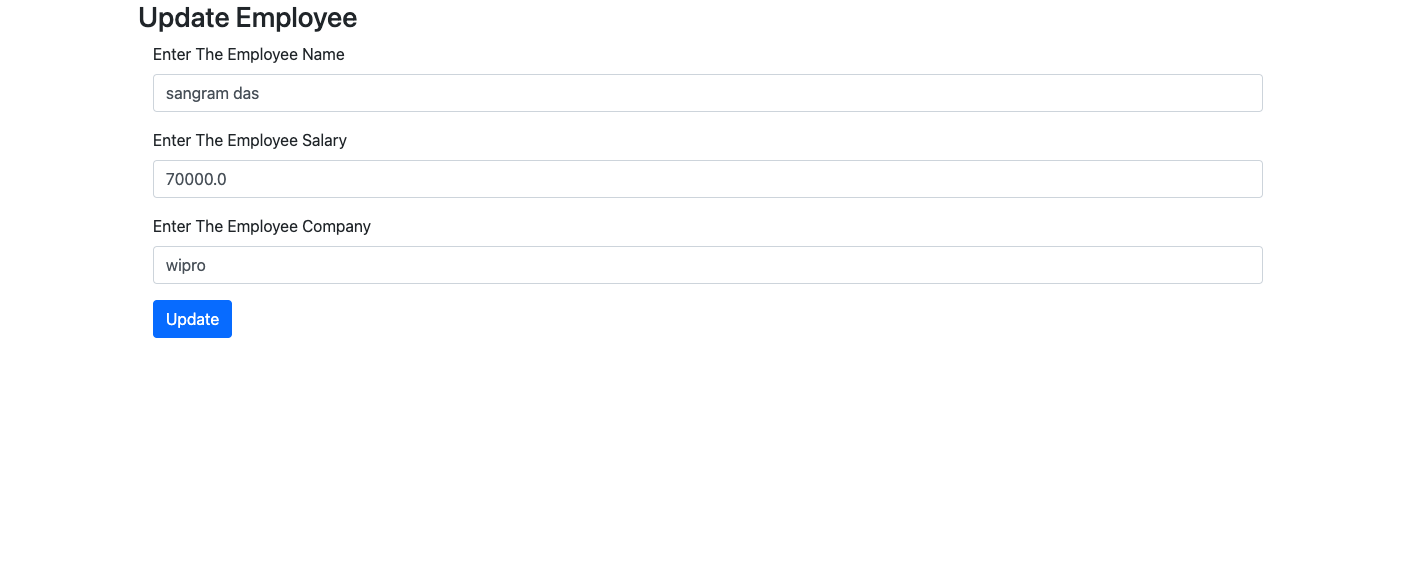 Update Employee
Enter The Employee Name
sangram das
Enter The Employee Salary
70000.0
Enter The Employee Company
wipro
Update